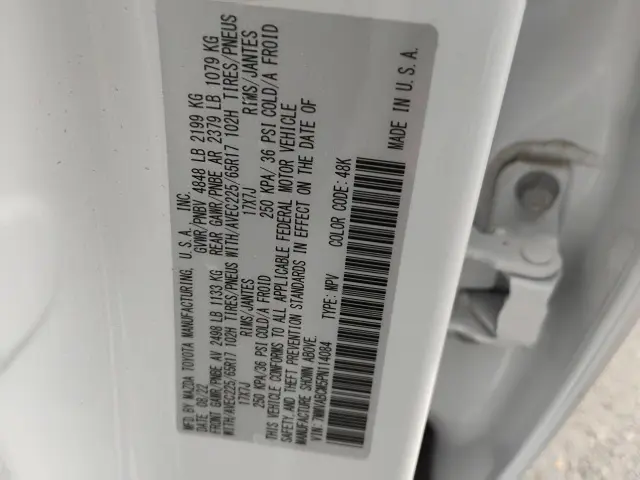 MFD. BY MAZDA TOYOTA MANUFACTURING, U.S.A. INC.
DATE: 08/22 GVWR/PNBV 4848 LB 2199 KG
FRONT GAWR/PNBE AV 2498 LB 1133 KG REAR GAWR/PNBE AR 2379 LB 1079 KG
WITH/AVEC225/65R17 102H TIRES/PNEUS WITH/AVEC225/65R17 102H TIRES/PNEUS
17X7J RIMS/JANTES 17X7J RIMS/JANTES
250 KPA/ 36 PSI COLD/A FROID 250 KPA/ 36 PSI COLD/A FROID
THIS VEHICLE CONFORMS TO ALL APPLICABLE FEDERAL MOTOR VEHICLE
SAFETY, AND THEFT PREVENTION STANDARDS IN EFFECT ON THE DATE OF
MANUFACTURE SHOWN ABOVE.
VIN: 7MMVABCM5PN114084 TYPE: MPV COLOR CODE: 48K
MADE IN U.S.A.